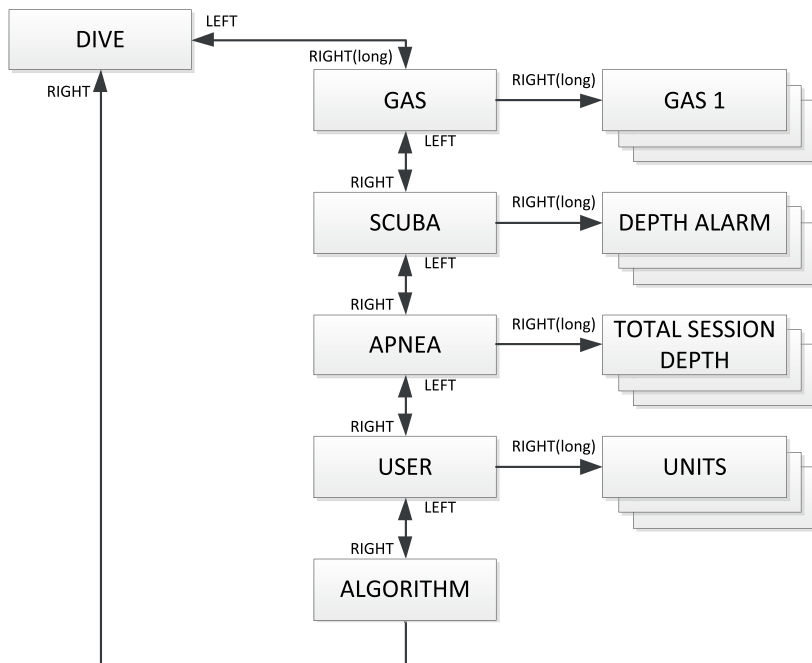 DIVE
LEFT
RIGHT(long)
RIGHT
GAS
RIGHT(long)
GAS 1
LEFT
RIGHT
SCUBA
RIGHT(long)
DEPTH ALARM
LEFT
RIGHT
APNEA
RIGHT(long)
TOTAL SESSION
DEPTH
LEFT
RIGHT
USER
RIGHT(long)
UNITS
LEFT
RIGHT
ALGORITHM